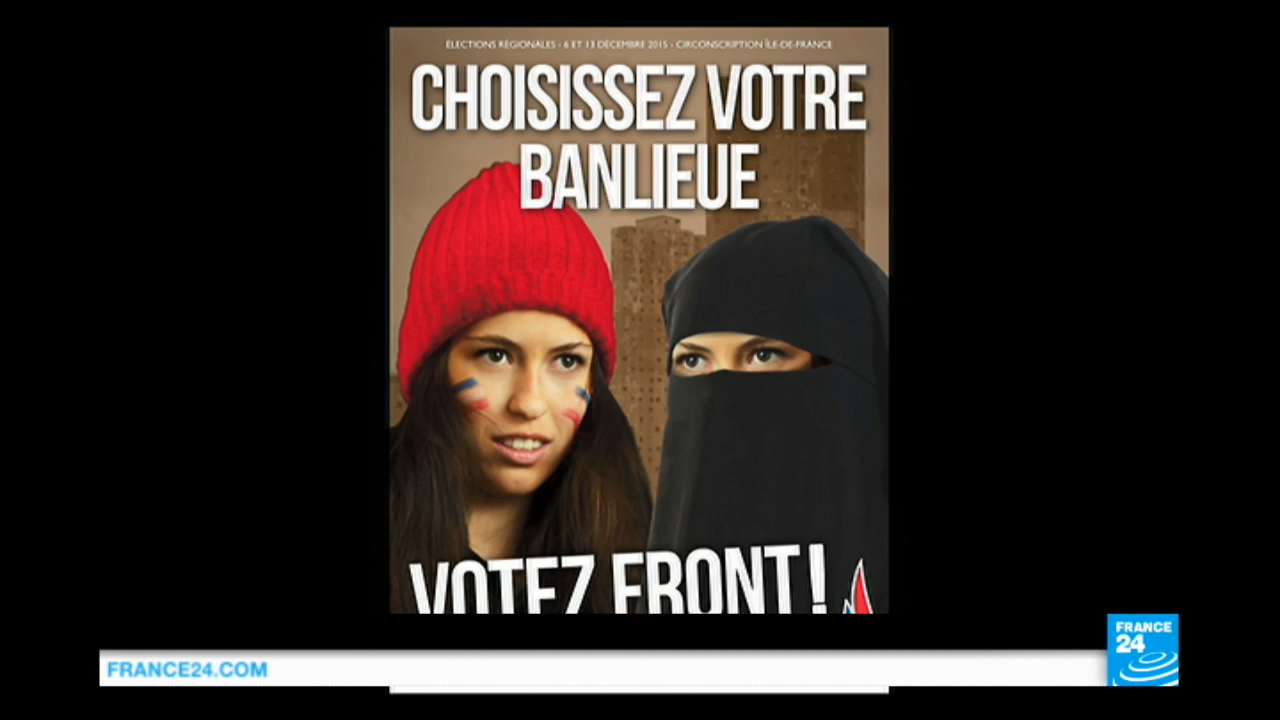 ÉLECTIONS RÉGIONALES - 6 ET 13 DÉCEMBRE 2015 - CIRCONSCRIPTION ÎLE-DE-FRANCE
CHOISISSEZ VOTRE
BANLIEUE
VOTEZ FRONT !
FRANCE24.COM
FRANCE
24